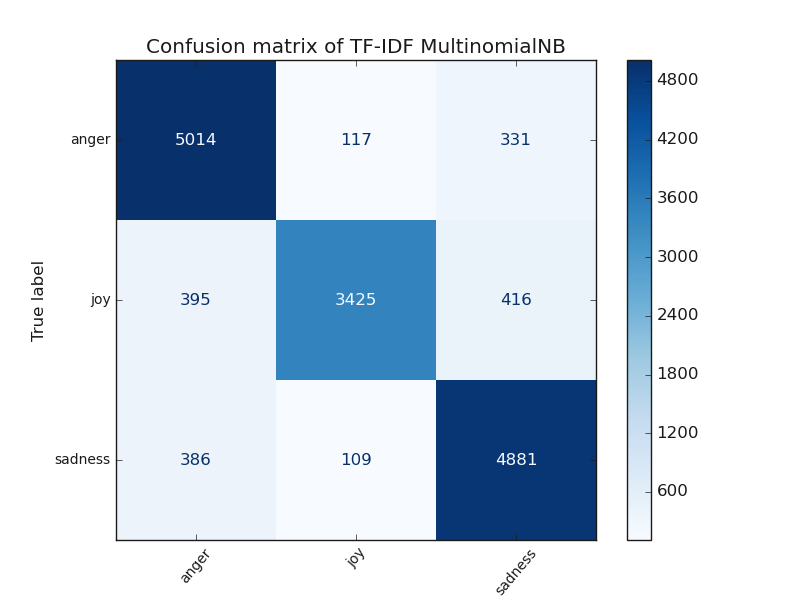 Confusion matrix of TF-IDF MultinomialNB
anger 5014 117 331
joy 395 3425 416
sadness 386 109 4881
anger joy sadness
True label
4800
4200
3600
3000
2400
1800
1200
600